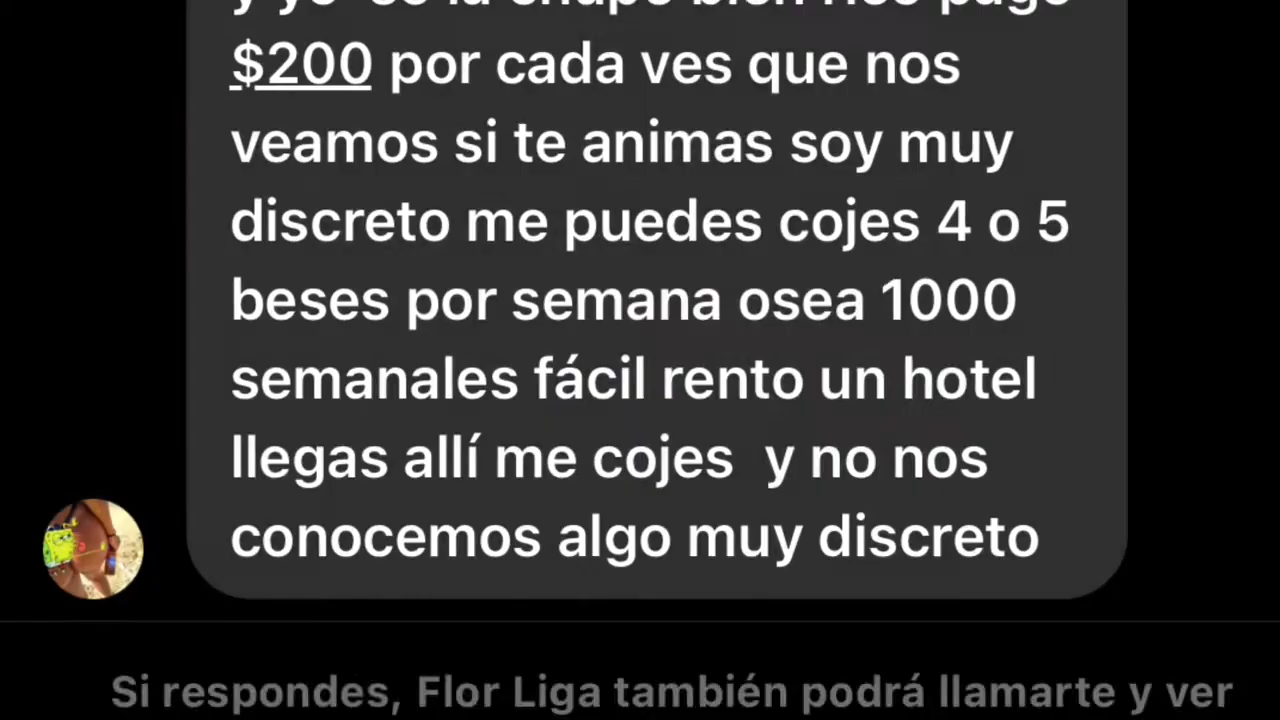 $200 por cada ves que nos
veamos si te animas soy muy
discreto me puedes cojes 4 o 5
beses por semana osea 1000
semanales fácil rento un hotel
llegas allí me cojes y no nos
conocemos algo muy discreto
Si respondes, Flor Liga también podrá llamarte y ver